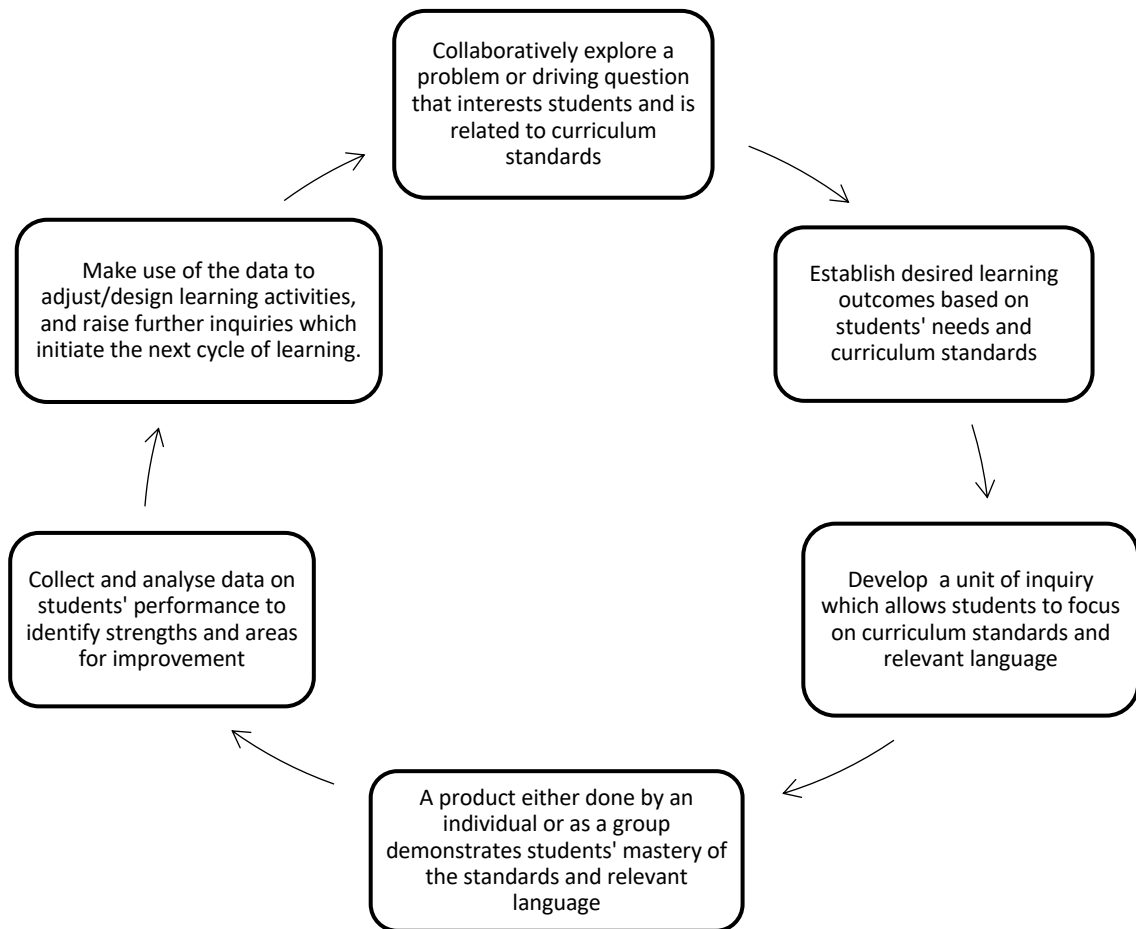 Collaboratively explore a
problem or driving question
that interests students and is
related to curriculum
standards
Establish desired learning
outcomes based on
students' needs and
curriculum standards
Develop  a unit of inquiry
which allows students to focus
on curriculum standards and
relevant language
A product either done by an
individual or as a group
demonstrates students' mastery of
the standards and relevant
language
Collect and analyse data on
students' performance to
identify strengths and areas
for improvement
Make use of the data to
adjust/design learning activities,
and raise further inquiries which
initiate the next cycle of learning.